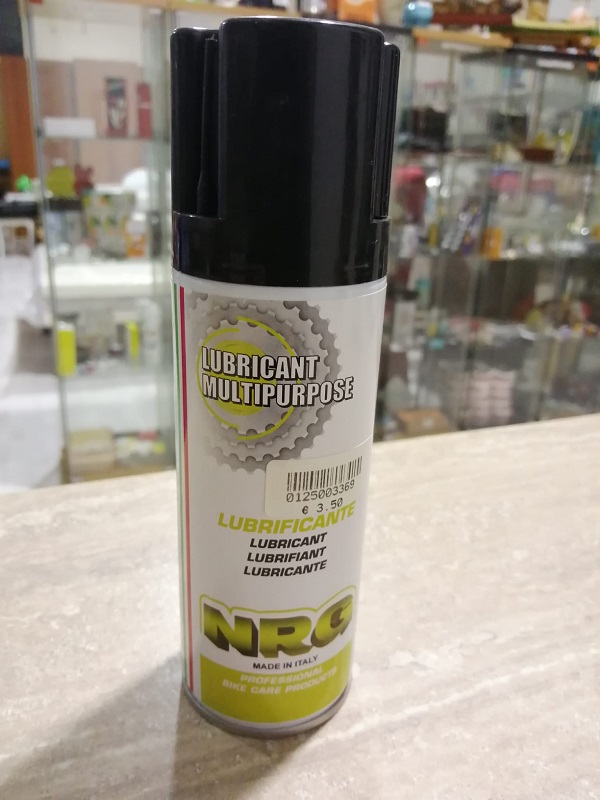 LUBRICANT
MULTIPURPOSE
0125003369
€ 3.50
LUBRIFICANTE
LUBRICANT
LUBRIFIANT
LUBRICANTE
NRG
MADE IN ITALY
PROFESSIONAL
BIKE CARE PRODUCTS